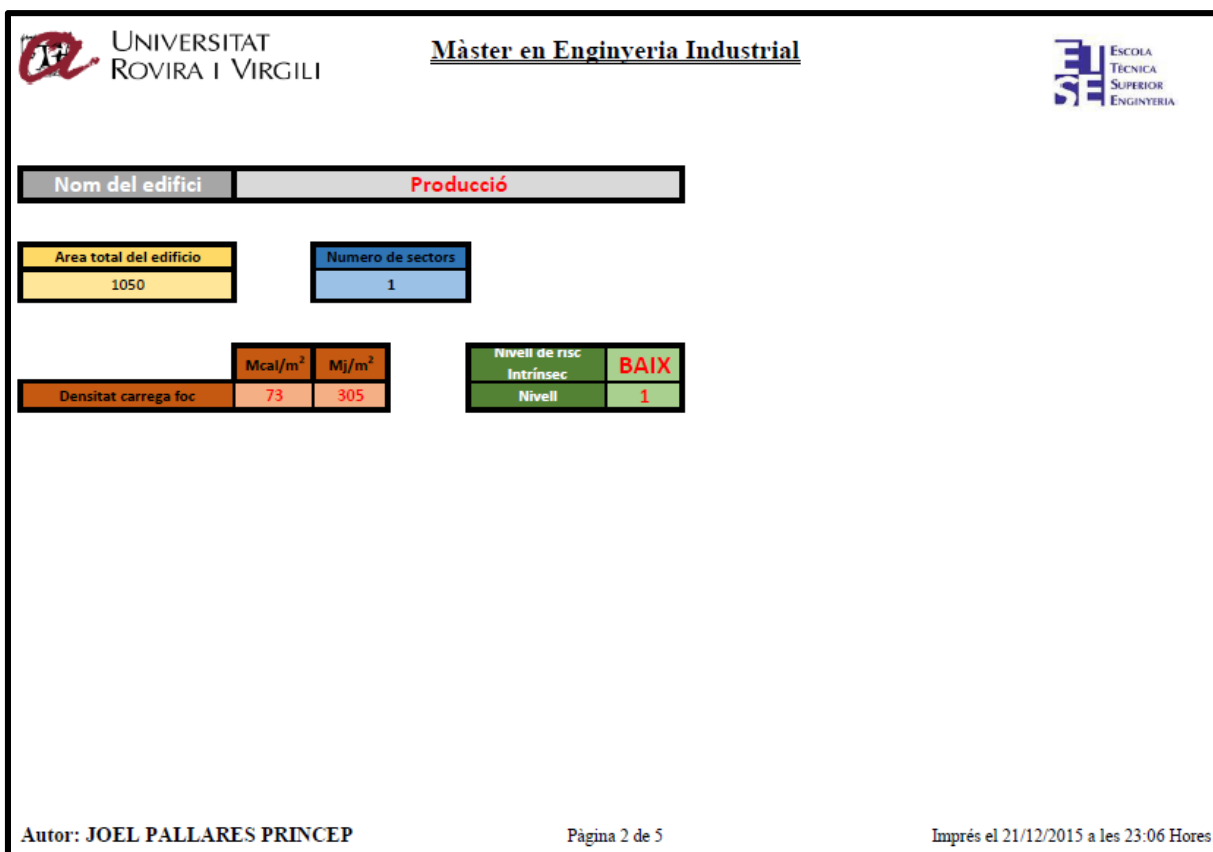 UNIVERSITAT
ROVIRA I VIRGILI
Màster en Enginyeria Industrial
ESCOLA
TÈCNICA
SUPERIOR
ENGINYERIA
Nom del edifici Producció
Area total del edificio Numero de sectors
1050 1
Mcal/m² Mj/m² Nivell de risc Intrínsec BAIX
Densitat carrega foc 73 305 Nivell 1
Autor: JOEL PALLARES PRINCEP Pàgina 2 de 5 Imprés el 21/12/2015 a les 23:06 Hores